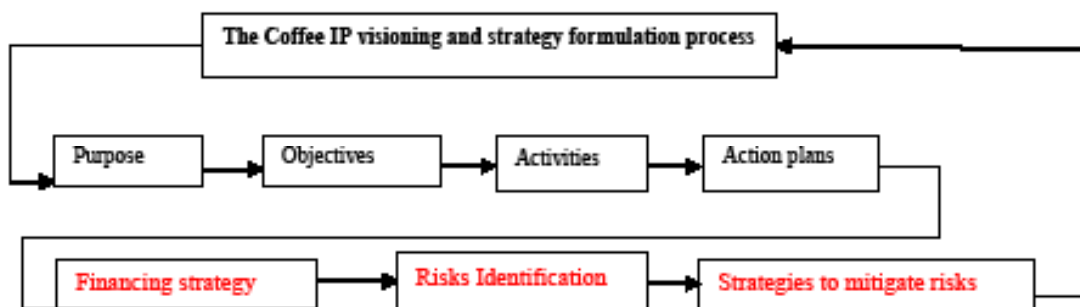 The Coffee IP visioning and strategy formulation process
Purpose
Objectives
Activities
Action plans
Financing strategy
Risks Identification
Strategies to mitigate risks